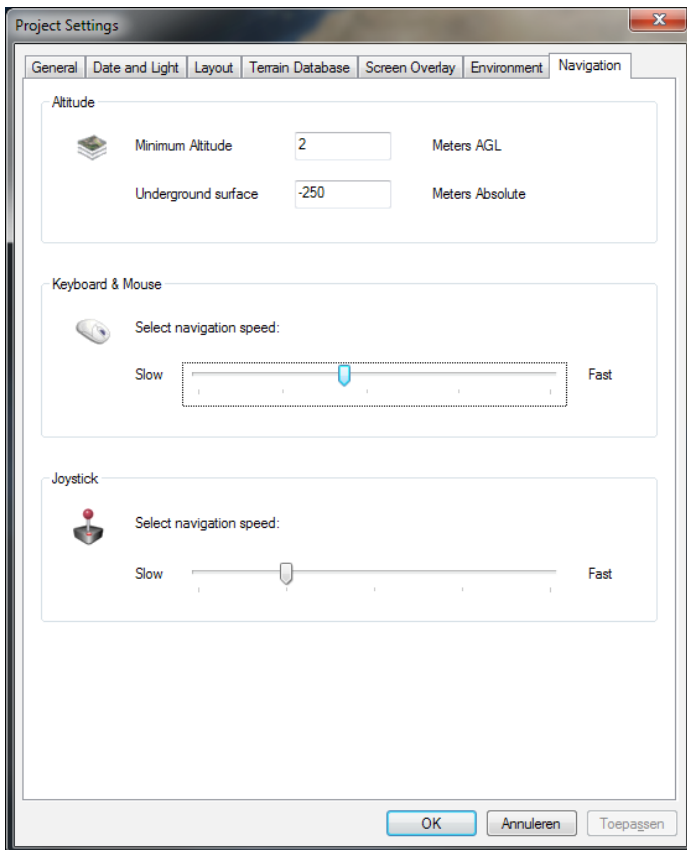 Project Settings
General Date and Light Layout Terrain Database Screen Overlay Environment Navigation
Altitude
Minimum Altitude 2 Meters AGL
Underground surface -250 Meters Absolute
Keyboard & Mouse
Select navigation speed:
Slow Fast
Joystick
Select navigation speed:
Slow Fast
OK Annuleren Toepassen